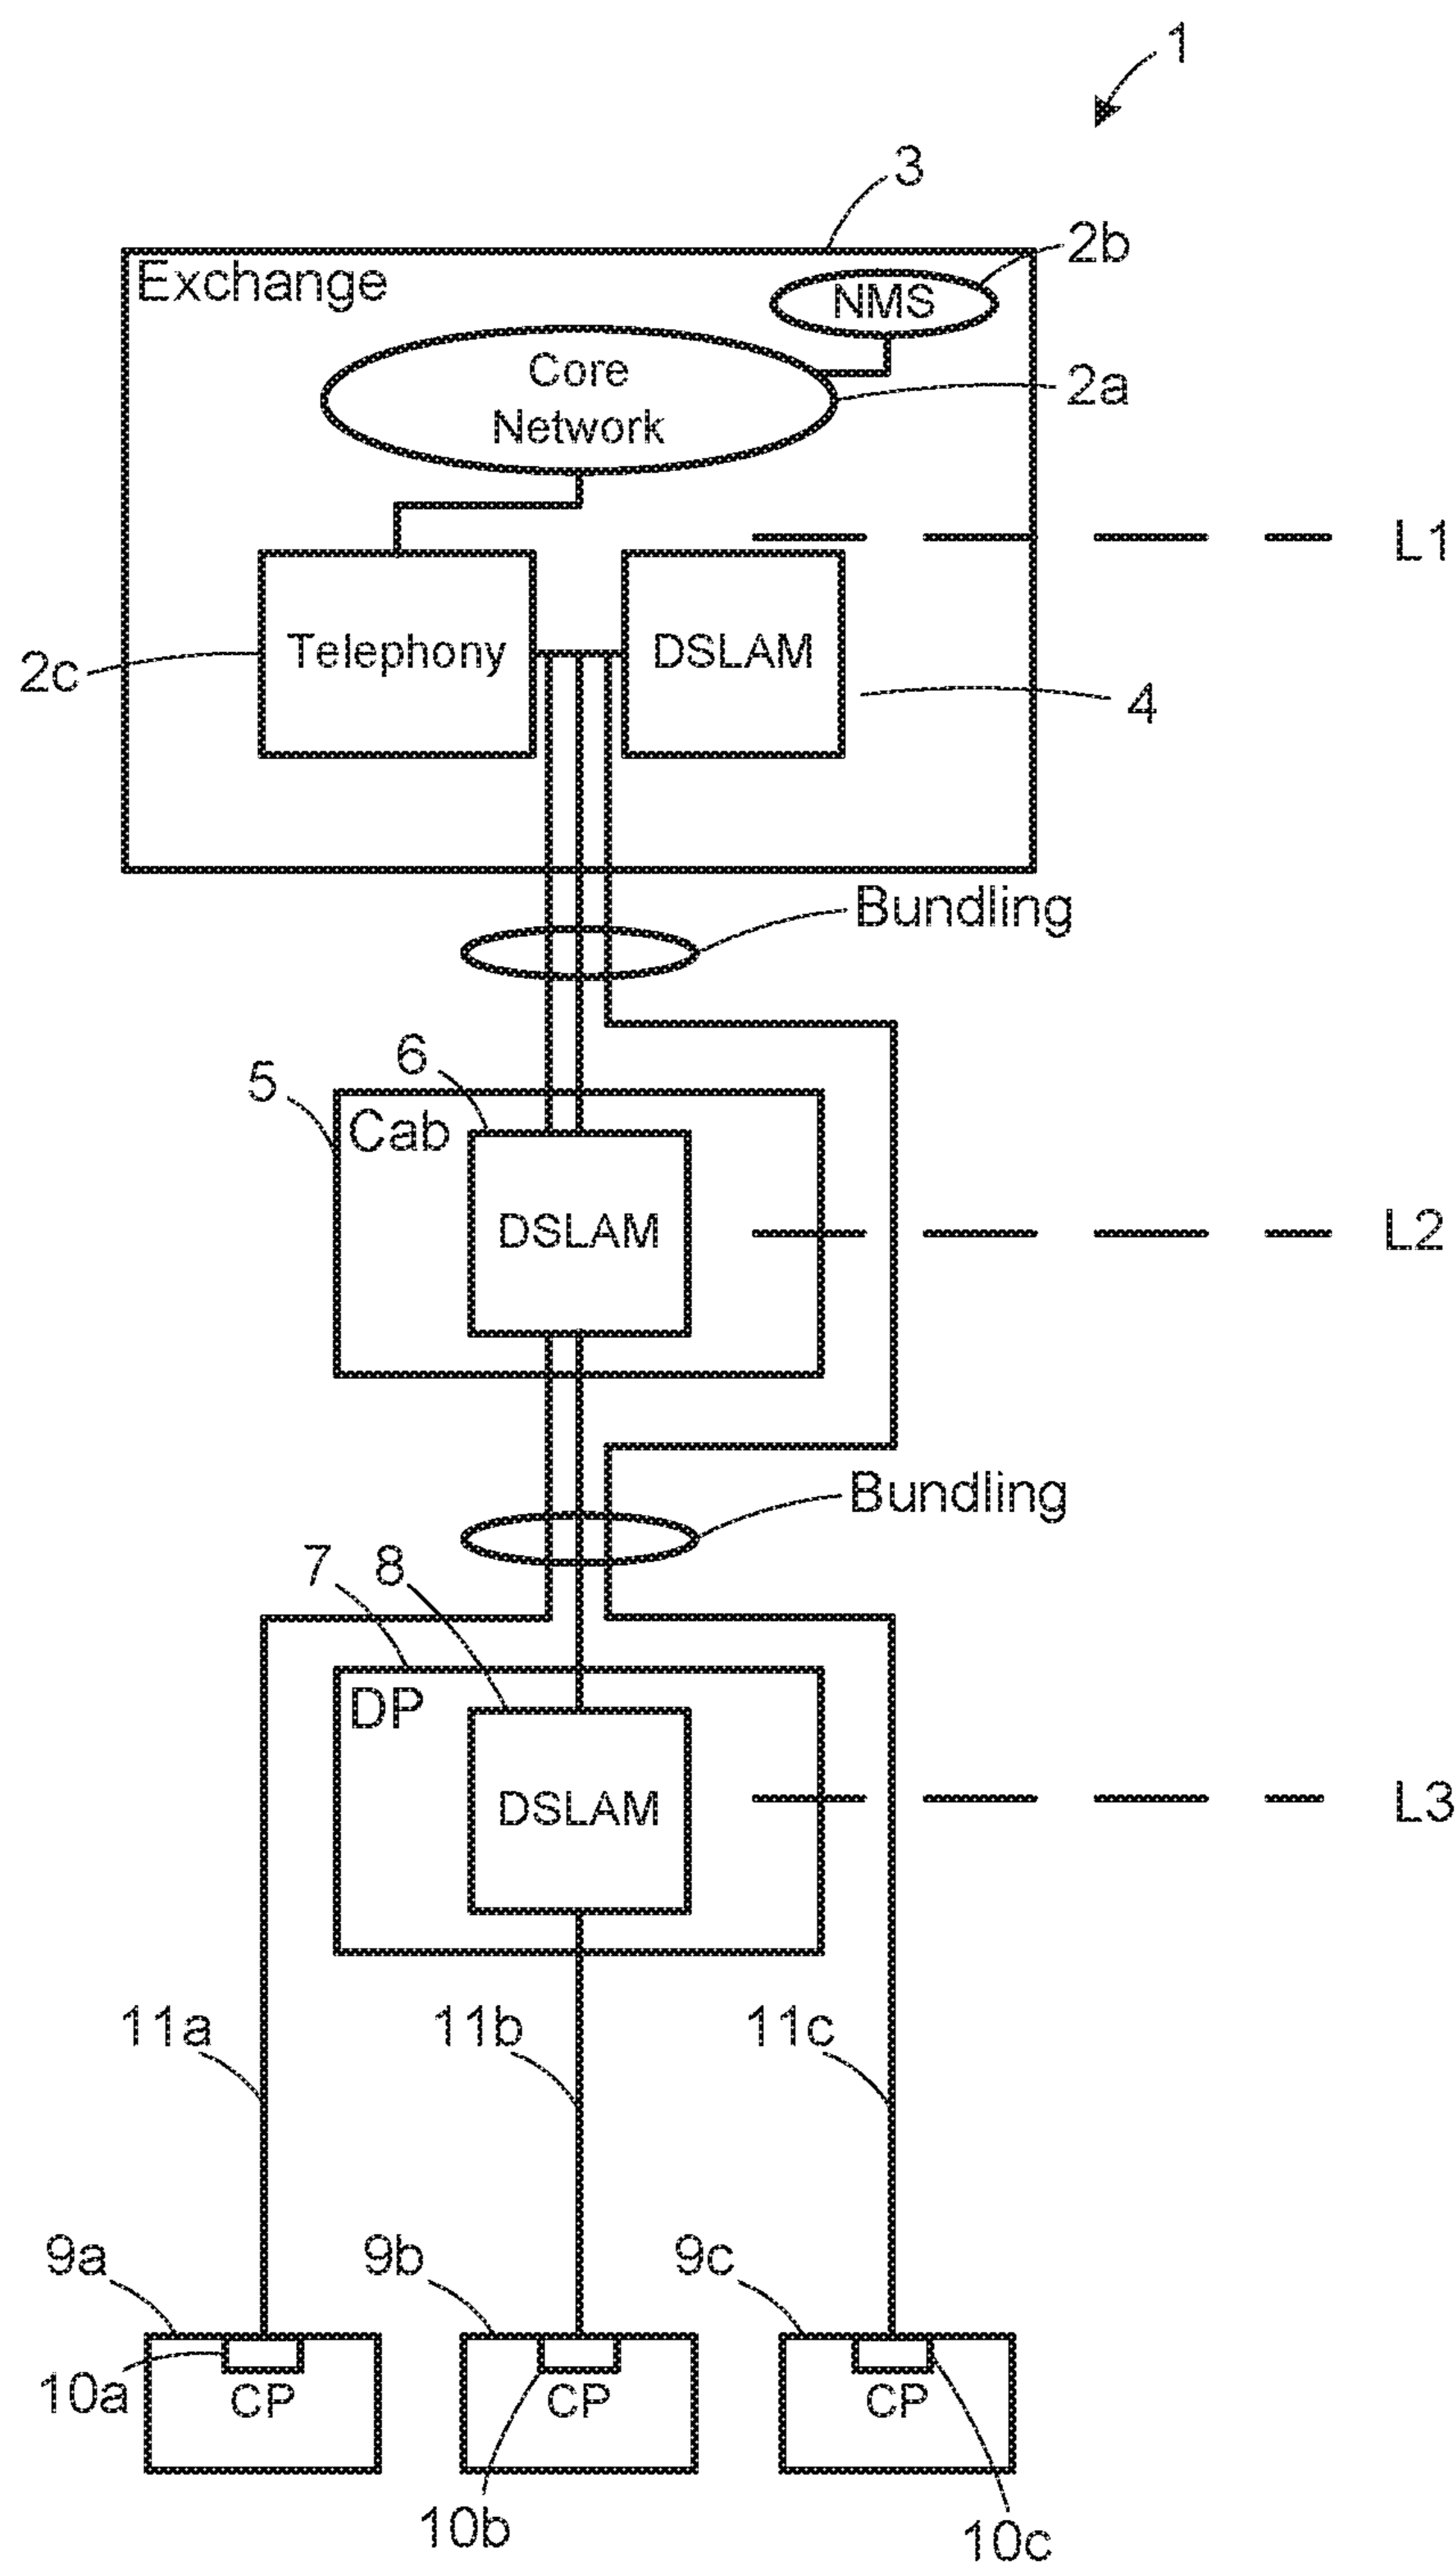 1
3
2b
Exchange
NMS
Core
Network
2a
L1
Telephony
DSLAM
2c
4
Bundling
6
5
Cab
DSLAM
L2
Bundling
7
8
DP
DSLAM
L3
11a
11b
11c
9a
9b
9c
10a
CP
CP
CP
10b
10c